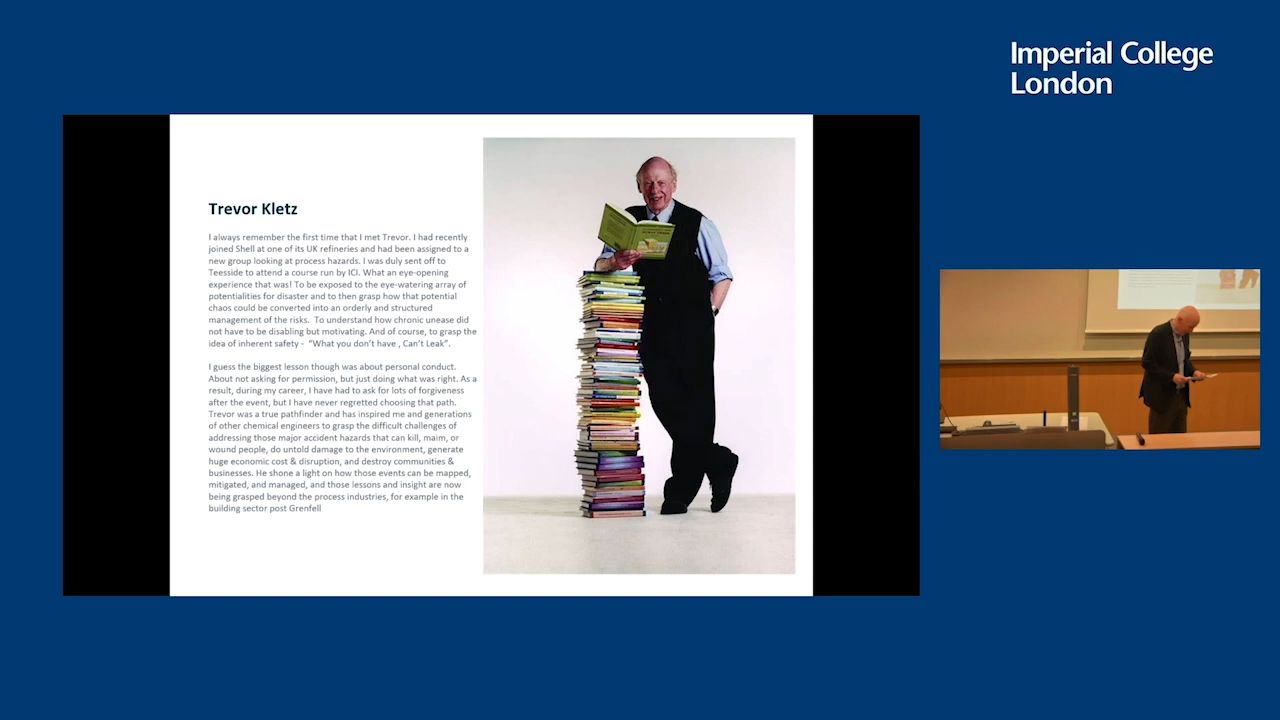 Imperial College
London
Trevor Kletz
I always remember the first time that I met Trevor. I had recently
joined Shell at one of its UK refineries and had been assigned to a
new group looking at process hazards. I was duly sent off to
Teesside to attend a course run by ICI. What an eye-opening
experience that was! To be exposed to the eye-watering array of
potentialities for disaster and to then grasp how that potential
chaos could be converted into an orderly and structured
management of the risks.  To understand how chronic unease did
not have to be disabling but motivating. And of course, to grasp the
idea of inherent safety -  “What you don’t have , Can’t Leak”.
I guess the biggest lesson though was about personal conduct.
About not asking for permission, but just doing what was right. As a
result, during my career, I have had to ask for lots of forgiveness
after the event, but I have never regretted choosing that path.
Trevor was a true pathfinder and has inspired me and generations
of other chemical engineers to grasp the difficult challenges of
addressing those major accident hazards that can kill, maim, or
wound people, do untold damage to the environment, generate
huge economic cost & disruption, and destroy communities &
businesses. He shone a light on how those events can be mapped,
mitigated, and managed, and those lessons and insight are now
being grasped beyond the process industries, for example in the
building sector post Grenfell